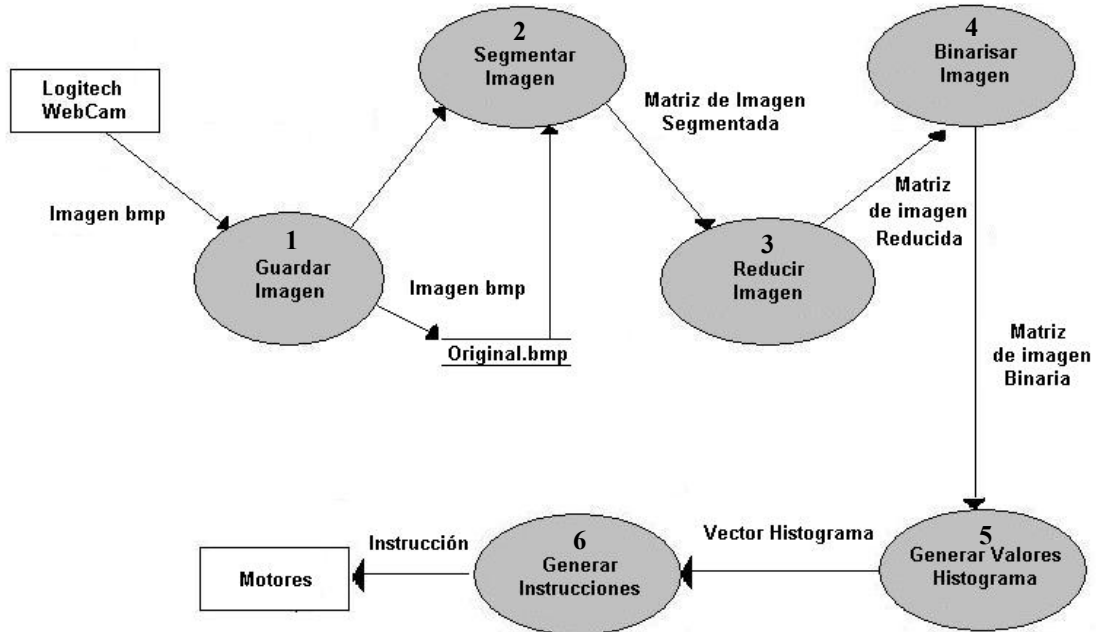 Logitech
WebCam
Imagen bmp
1
Guardar
Imagen
Imagen bmp
Original.bmp
2
Segmentar
Imagen
Matriz de Imagen
Segmentada
3
Reducir
Imagen
Matriz
de imagen
Reducida
4
Binarisar
Imagen
Matriz
de imagen
Binaria
5
Generar Valores
Histograma
Vector Histograma
6
Generar
Instrucciones
Instrucción
Motores